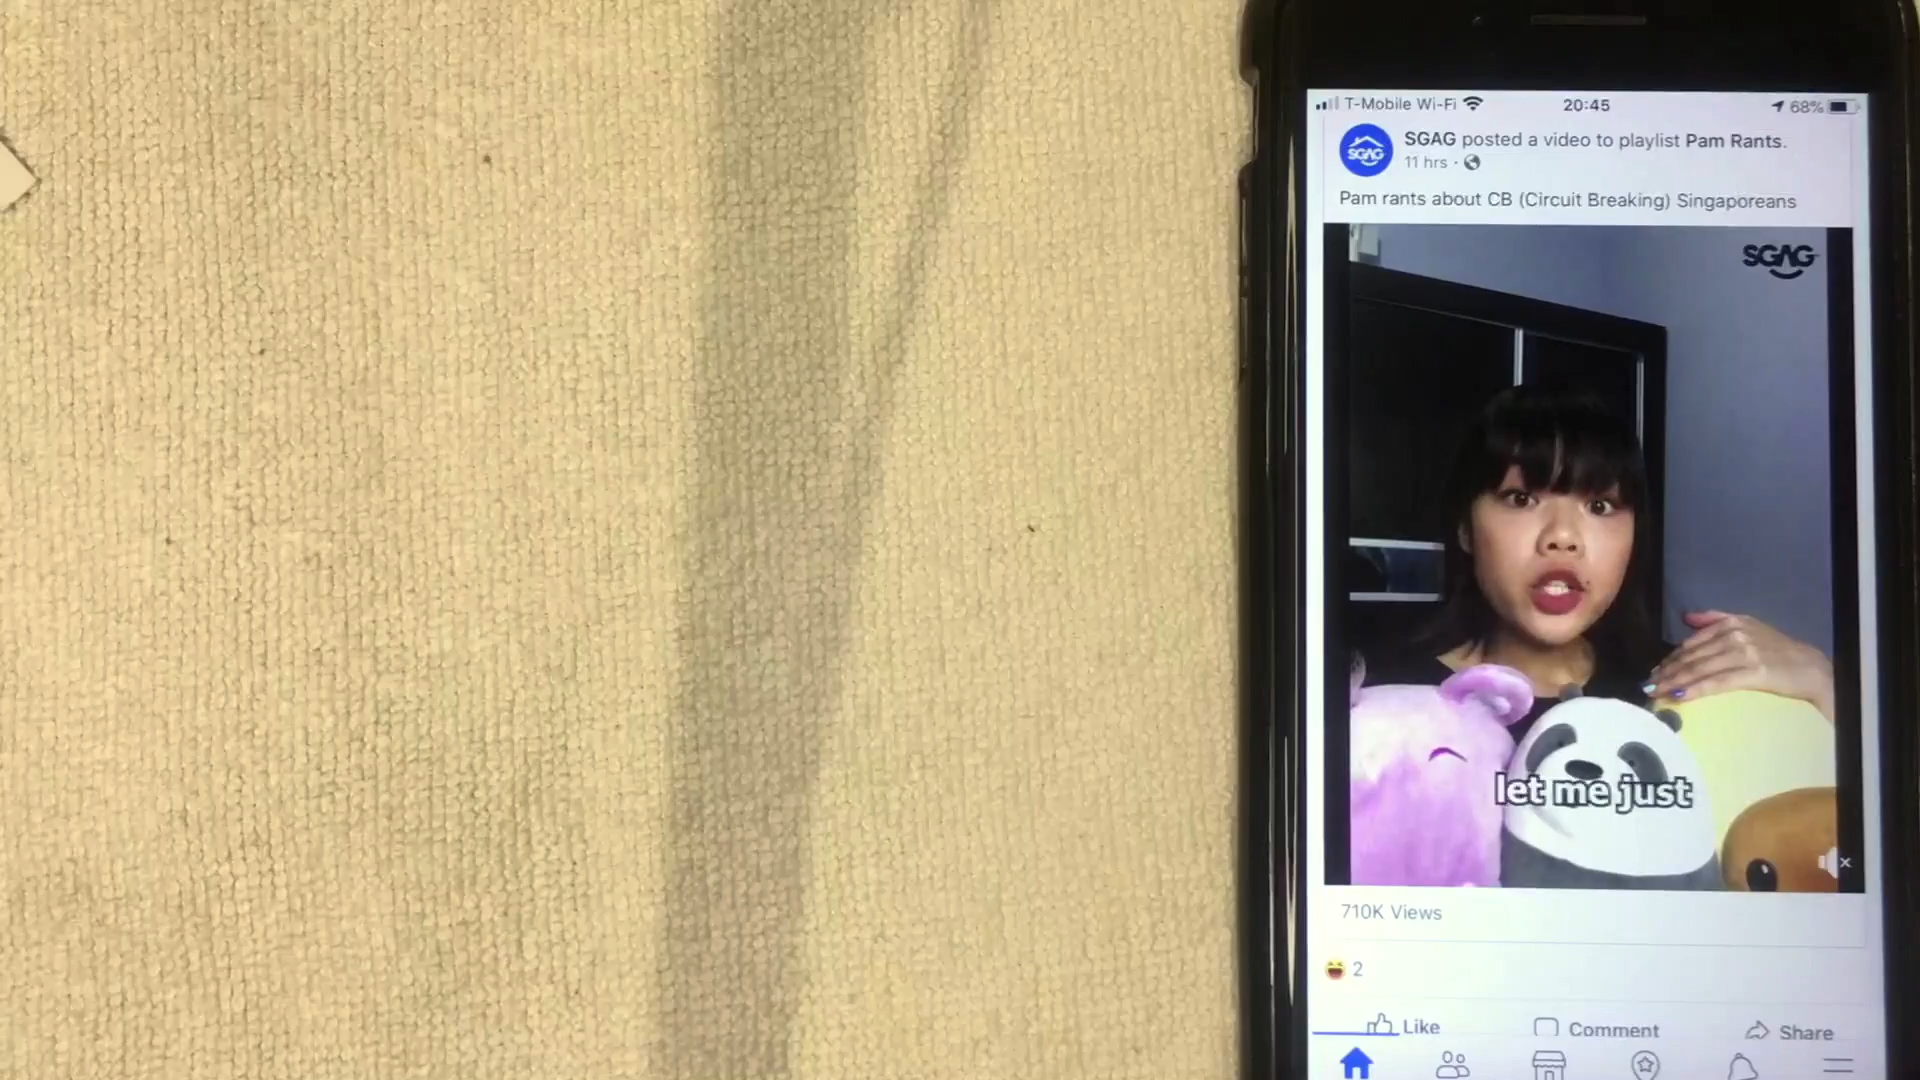 T-Mobile Wi-Fi 20:45 68%
SGAG posted a video to playlist Pam Rants.
SGAG
11 hrs ·
Pam rants about CB (Circuit Breaking) Singaporeans
SGAG
let me just
710K Views
2
Like Comment Share